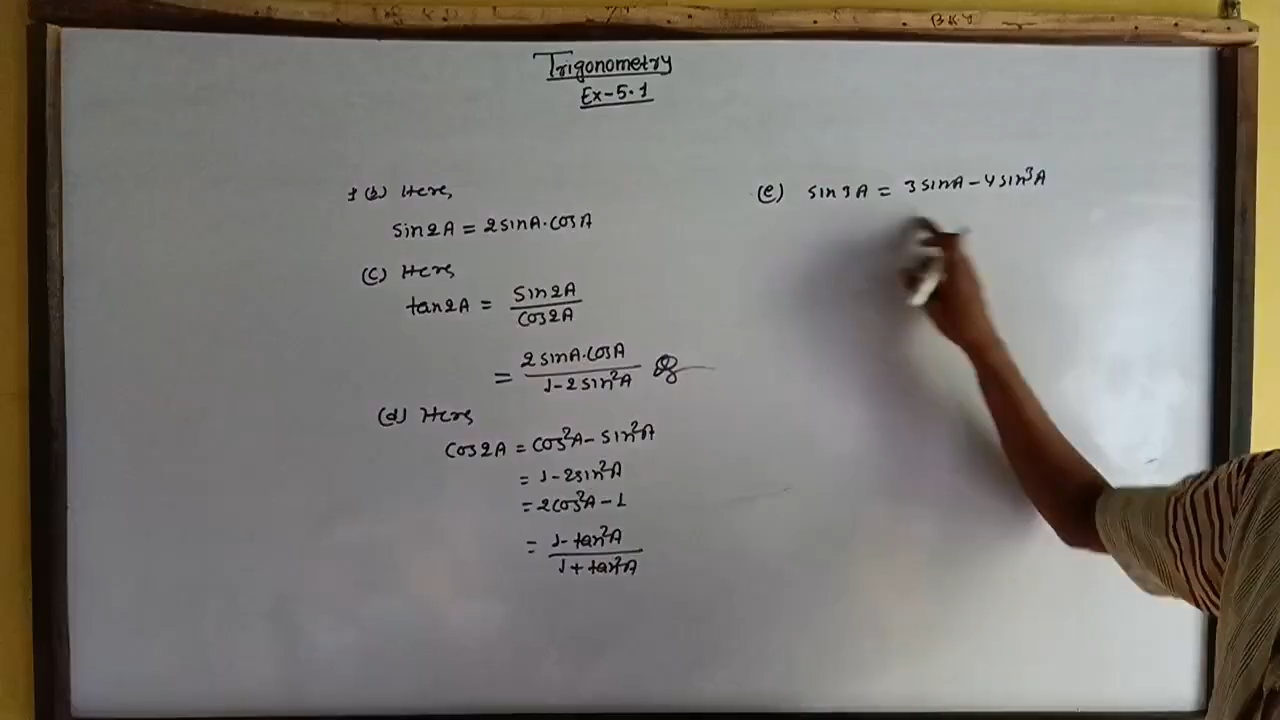 B.K.Y
Trigonometry
Ex-5.1
1 (b) Here,
sin2A = 2sinA.cosA
(c) Here,
tan2A = sin2A / cos2A
= 2sinA.cosA / 1-2sin²A
(d) Here,
cos2A = cos²A - sin²A
= 1-2sin²A
= 2cos²A - 1
= 1-tan²A / 1+tan²A
(e) sin3A = 3sinA - 4sin³A